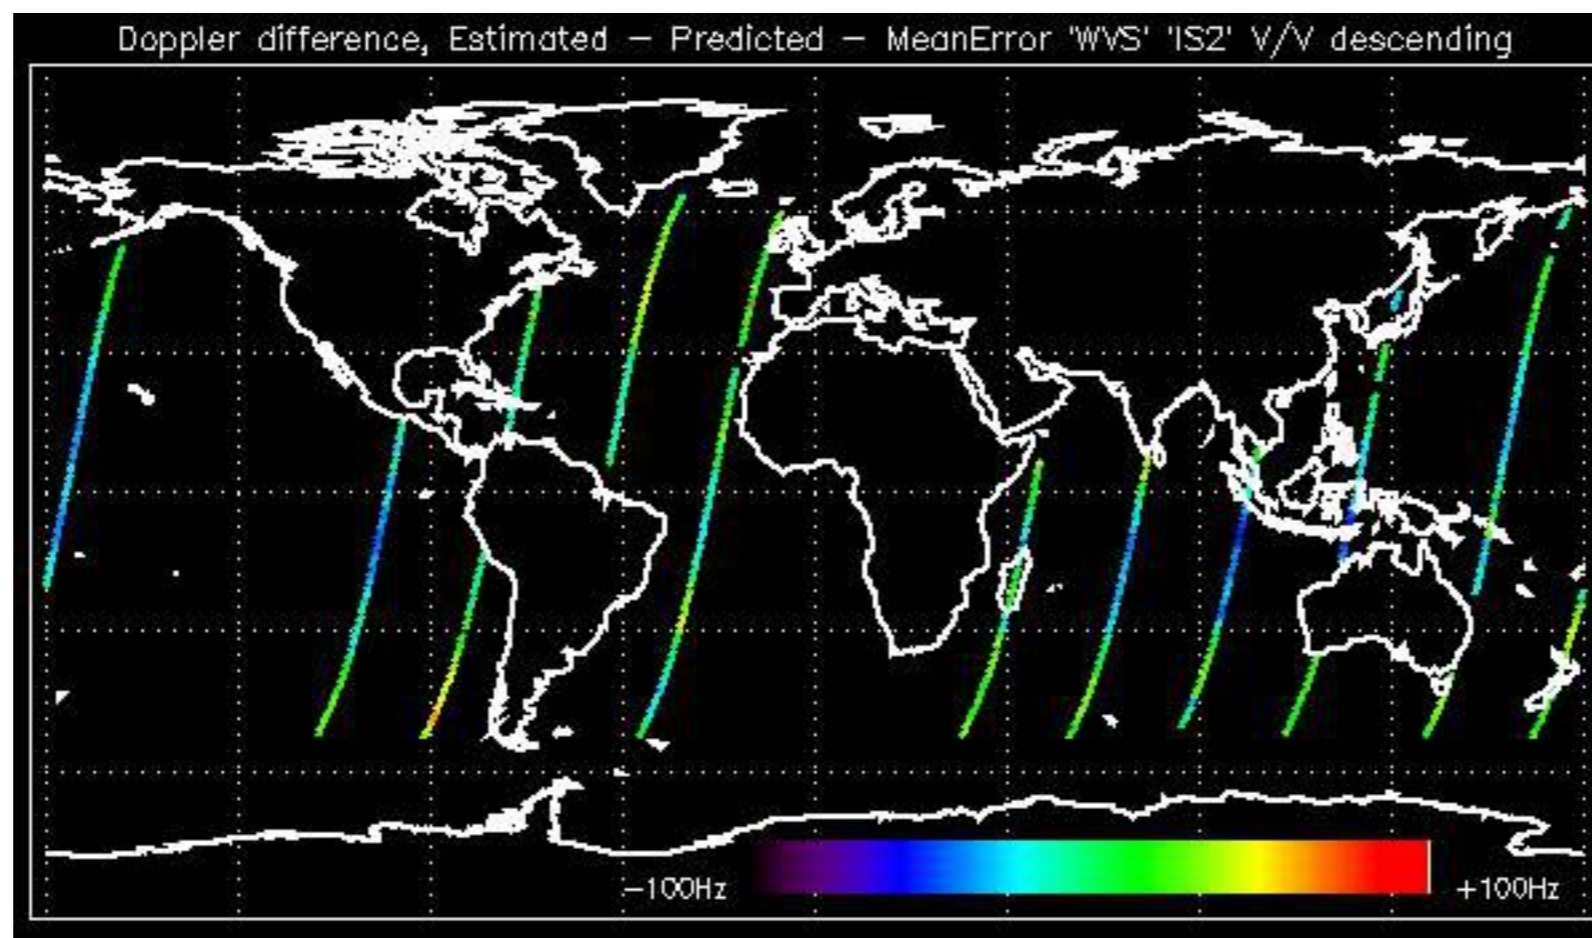 Doppler difference, Estimated – Predicted – MeanError 'WVS' 'IS2' V/V descending
-100Hz
+100Hz